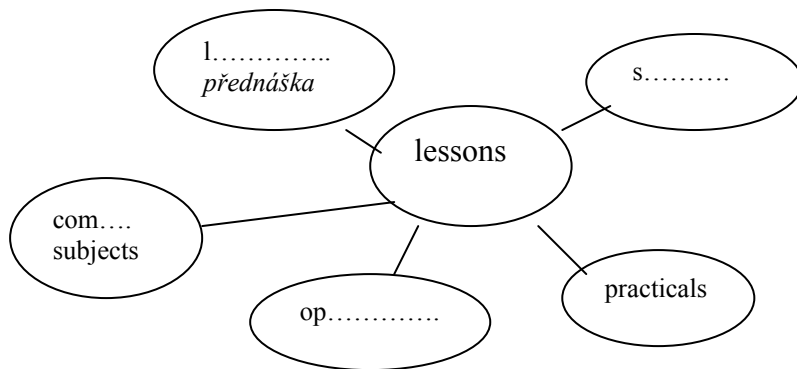 l…………..
přednáška
s……….
lessons
com….
subjects
op………….
practicals